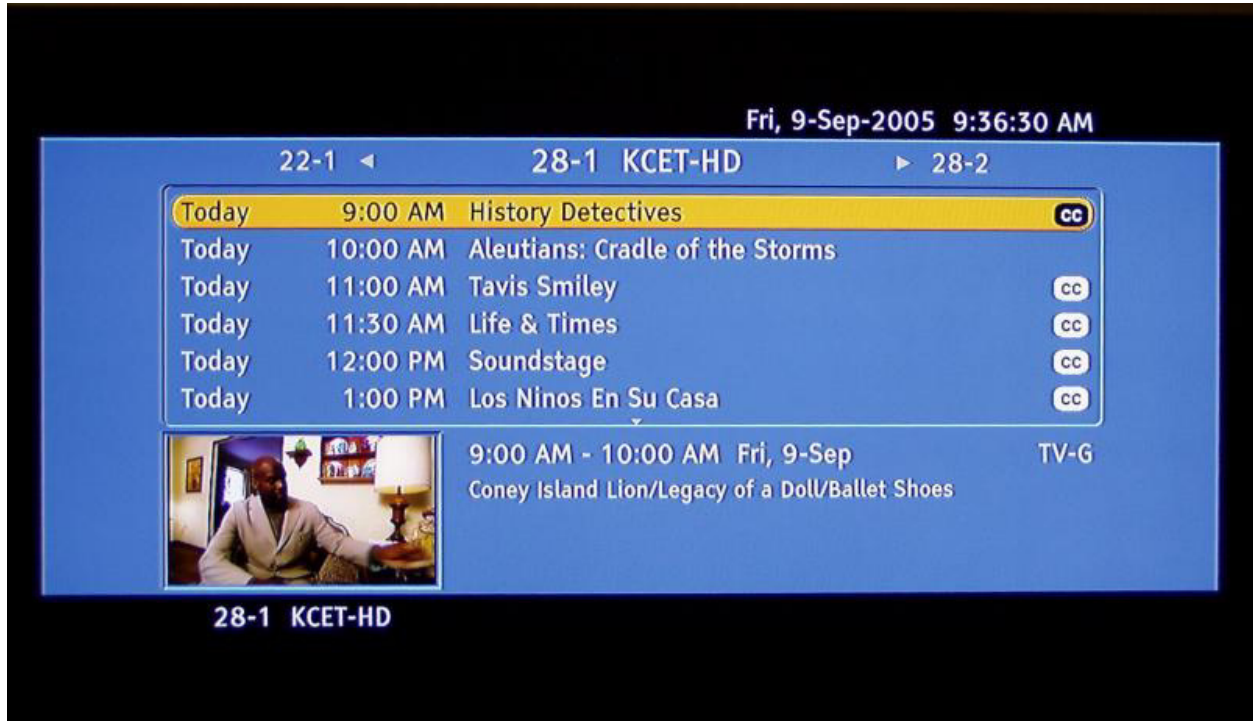 Fri, 9-Sep-2005 9:36:30 AM
22-1 ◄ 28-1 KCET-HD ► 28-2
Today 9:00 AM History Detectives CC
Today 10:00 AM Aleutians: Cradle of the Storms
Today 11:00 AM Tavis Smiley CC
Today 11:30 AM Life & Times CC
Today 12:00 PM Soundstage CC
Today 1:00 PM Los Ninos En Su Casa CC
9:00 AM - 10:00 AM Fri, 9-Sep TV-G
Coney Island Lion/Legacy of a Doll/Ballet Shoes
28-1 KCET-HD